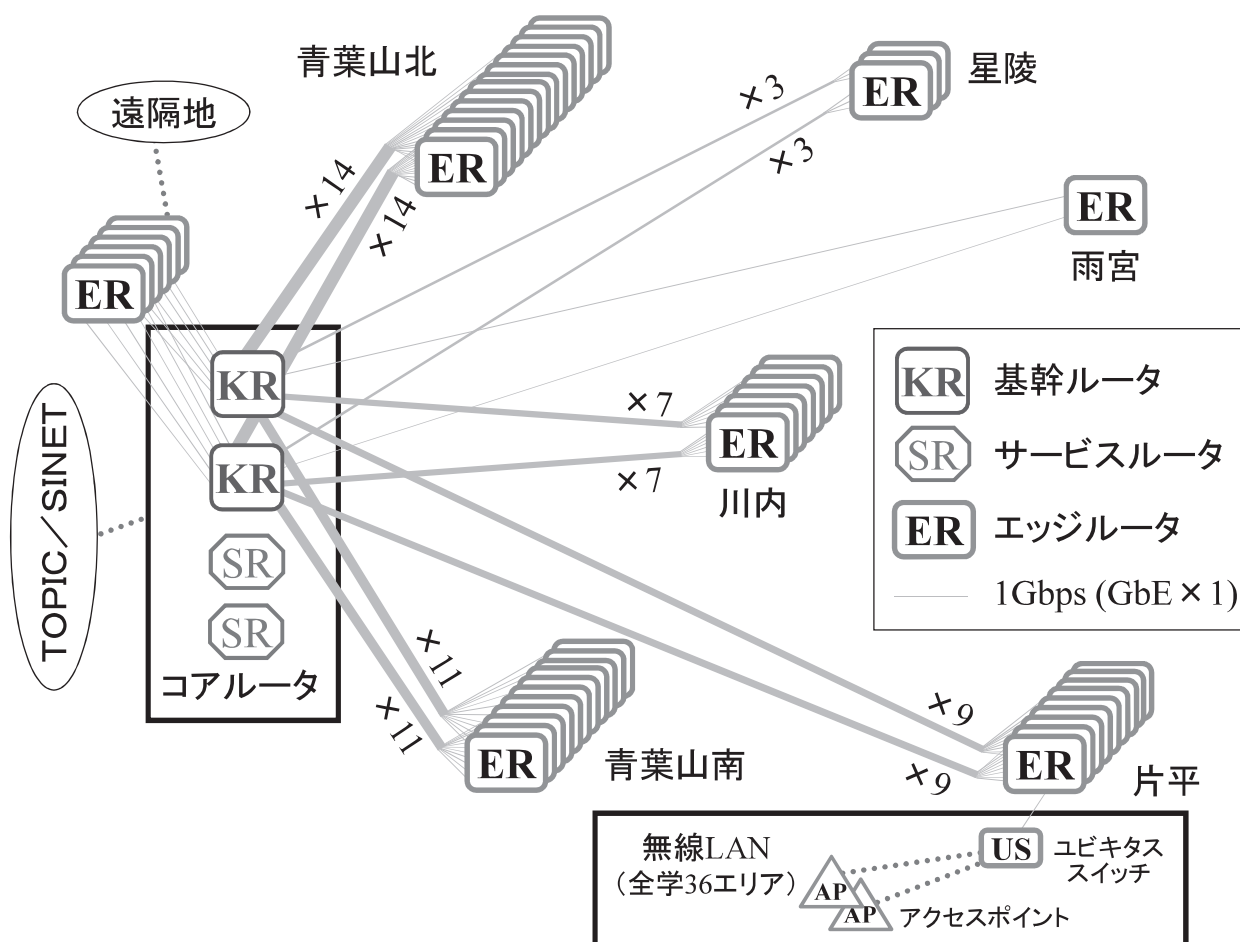 青葉山北
遠隔地
ER
×14
×14
ER
×3
×3
ER
星陵
ER
雨宮
KR
KR
SR
SR
コアルータ
TOPIC/SINET
×7
×7
ER
川内
KR 基幹ルータ
SR サービスルータ
ER エッジルータ
1Gbps (GbE×1)
×11
×11
ER
青葉山南
×9
×9
ER
片平
無線LAN
(全学36エリア)
US
ユビキタス
スイッチ
AP
AP
アクセスポイント